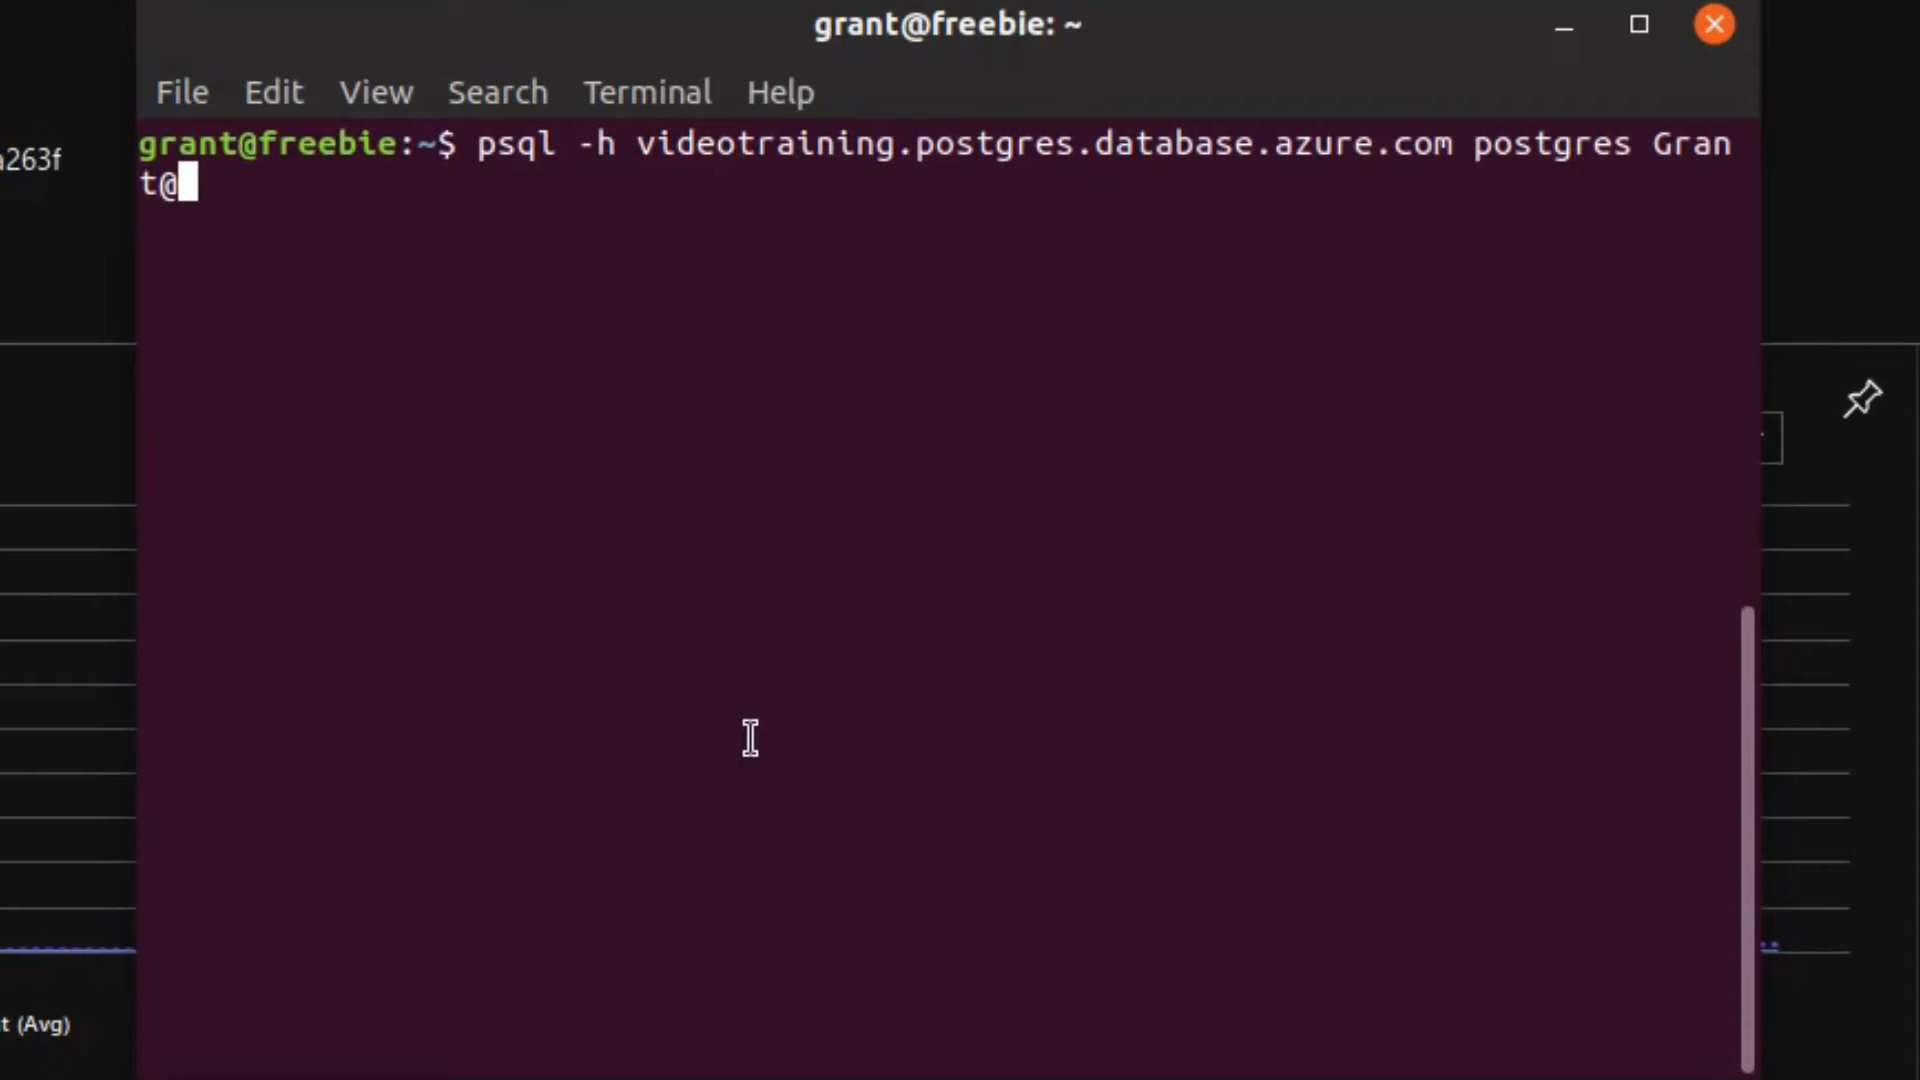 grant@freebie: ~
File Edit View Search Terminal Help
grant@freebie:~$ psql -h videotraining.postgres.database.azure.com postgres Gran
t@
a263f
t (Avg)